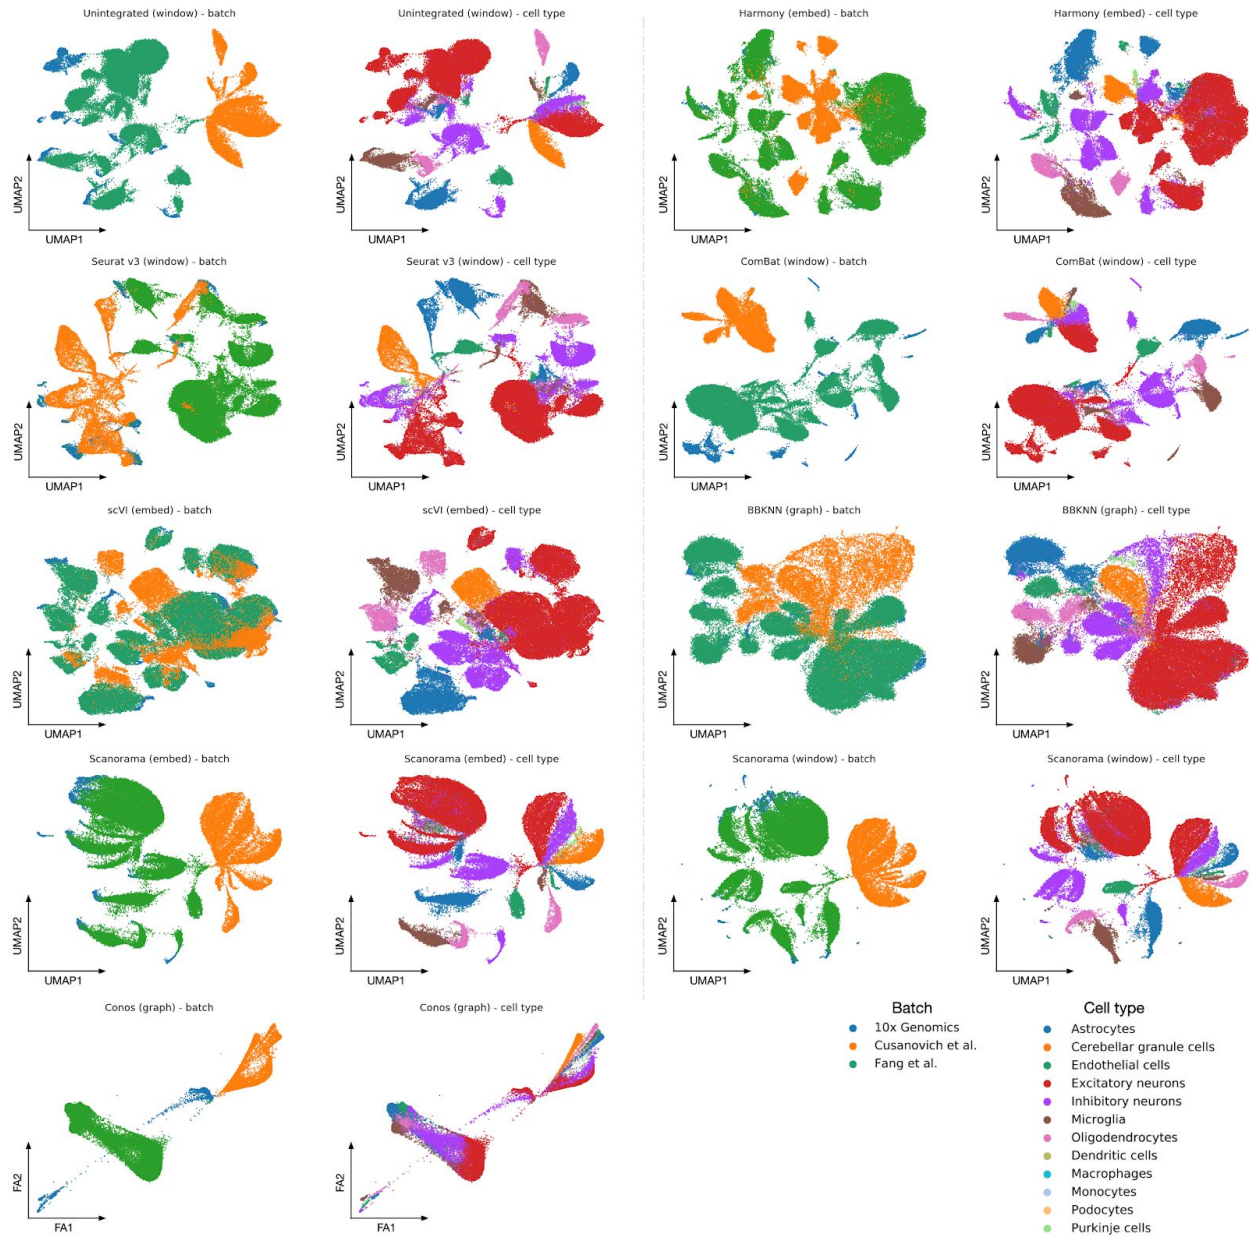 Unintegrated (window) - batch
Unintegrated (window) - cell type
Harmony (embed) - batch
Harmony (embed) - cell type
UMAP2
UMAP1
UMAP2
UMAP1
UMAP2
UMAP1
UMAP2
UMAP1
Seurat v3 (window) - batch
Seurat v3 (window) - cell type
ComBat (window) - batch
ComBat (window) - cell type
UMAP2
UMAP1
UMAP2
UMAP1
UMAP2
UMAP1
UMAP2
UMAP1
scVI (embed) - batch
scVI (embed) - cell type
BBKNN (graph) - batch
BBKNN (graph) - cell type
UMAP2
UMAP1
UMAP2
UMAP1
UMAP2
UMAP1
UMAP2
UMAP1
Scanorama (embed) - batch
Scanorama (embed) - cell type
Scanorama (window) - batch
Scanorama (window) - cell type
UMAP2
UMAP1
UMAP2
UMAP1
UMAP2
UMAP1
UMAP2
UMAP1
Conos (graph) - batch
Conos (graph) - cell type
FA2
FA1
FA2
FA1
Batch
10x Genomics
Cusanovich et al.
Fang et al.
Cell type
Astrocytes
Cerebellar granule cells
Endothelial cells
Excitatory neurons
Inhibitory neurons
Microglia
Oligodendrocytes
Dendritic cells
Macrophages
Monocytes
Podocytes
Purkinje cells